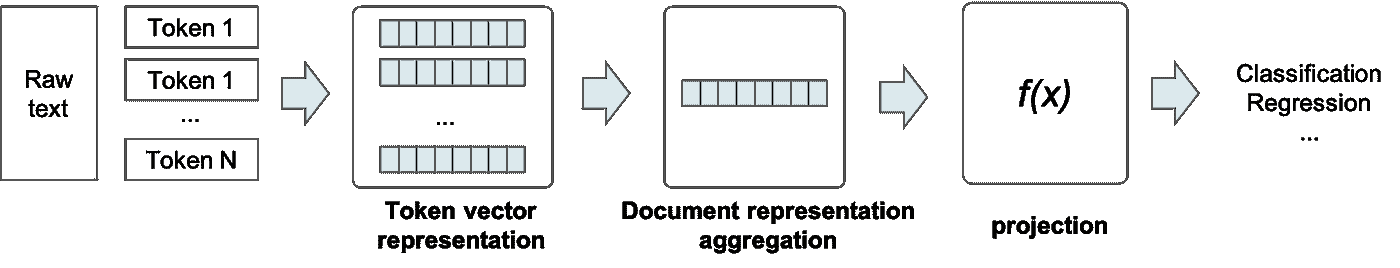 Raw
text
Token 1
Token 1
...
Token N
...
Token vector
representation
Document representation
aggregation
f(x)
projection
Classification
Regression
...